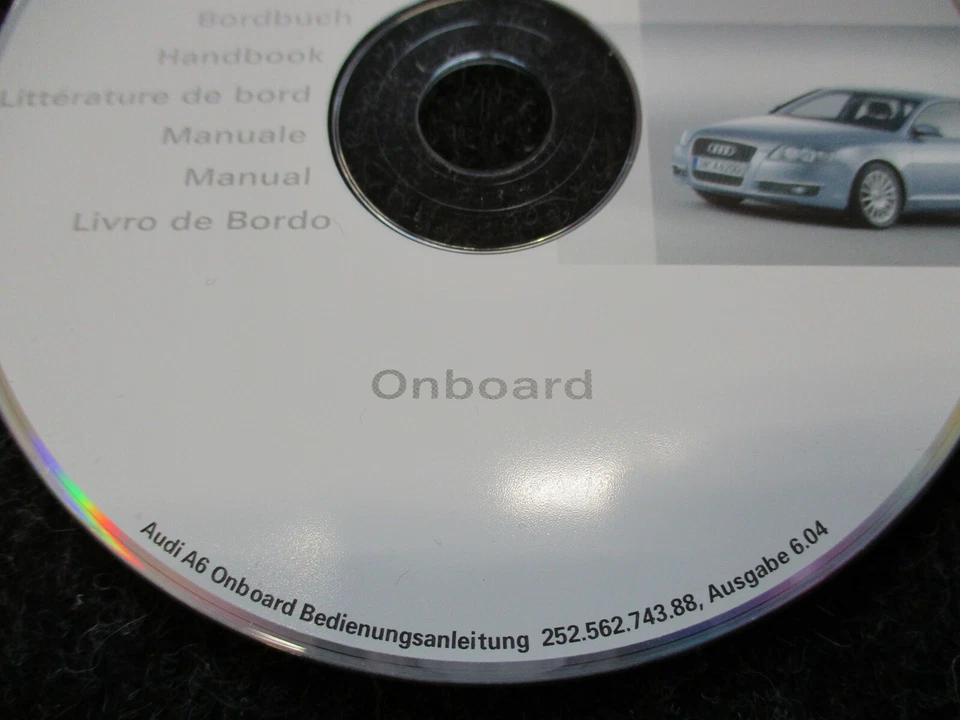 Bordbuch
Handbook
Littérature de bord
Manuale
Manual
Livro de Bordo
Onboard
Audi A6 Onboard Bedienungsanleitung 252.562.743.88, Ausgabe 6.04